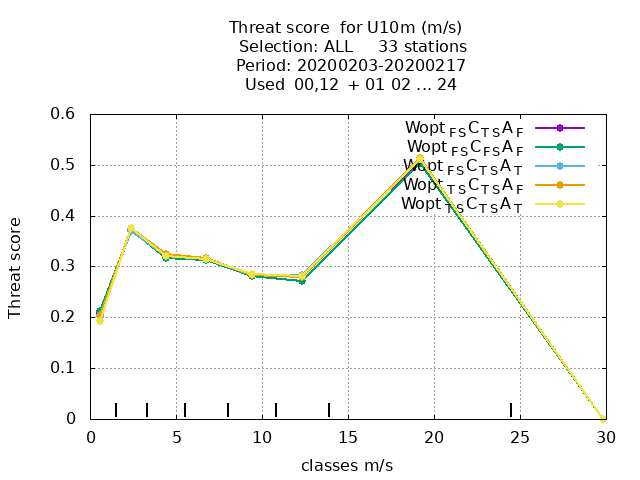 Threat score for U10m (m/s)
Selection: ALL 33 stations
Period: 20200203-20200217
Used 00,12 + 01 02 ... 24
Wopt FS C TS A F
Wopt FS C FS A F
Wopt FS C TS A T
Wopt TS C TS A F
Wopt TS C TS A T
0.6
0.5
0.4
0.3
0.2
0.1
0
Threat score
0 5 10 15 20 25 30
classes m/s